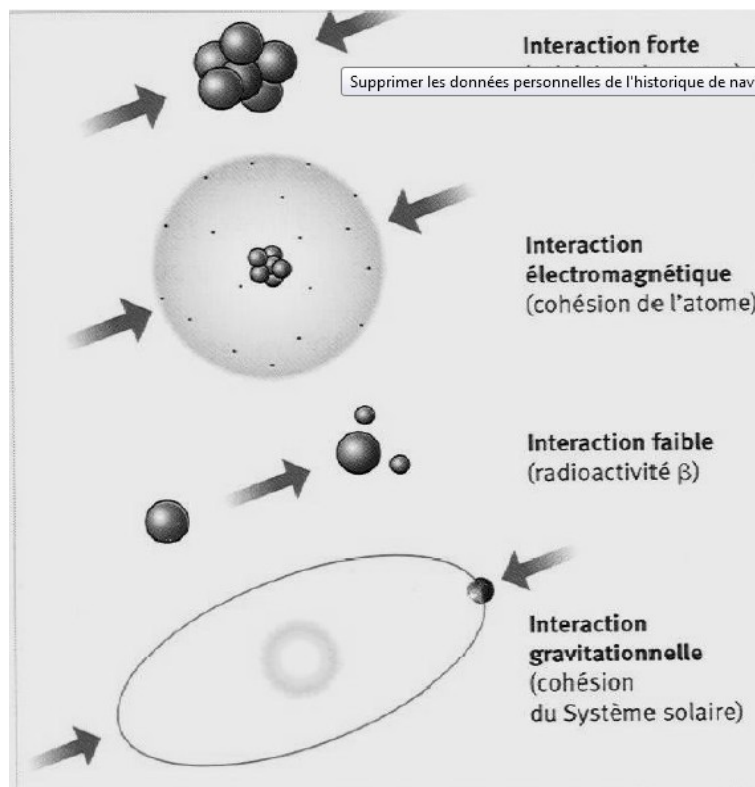 Interaction forte
Supprimer les données personnelles de l'historique de nav
Interaction
électromagnétique
(cohésion de l'atome)
Interaction faible
(radioactivité β)
Interaction
gravitationnelle
(cohésion
du Système solaire)